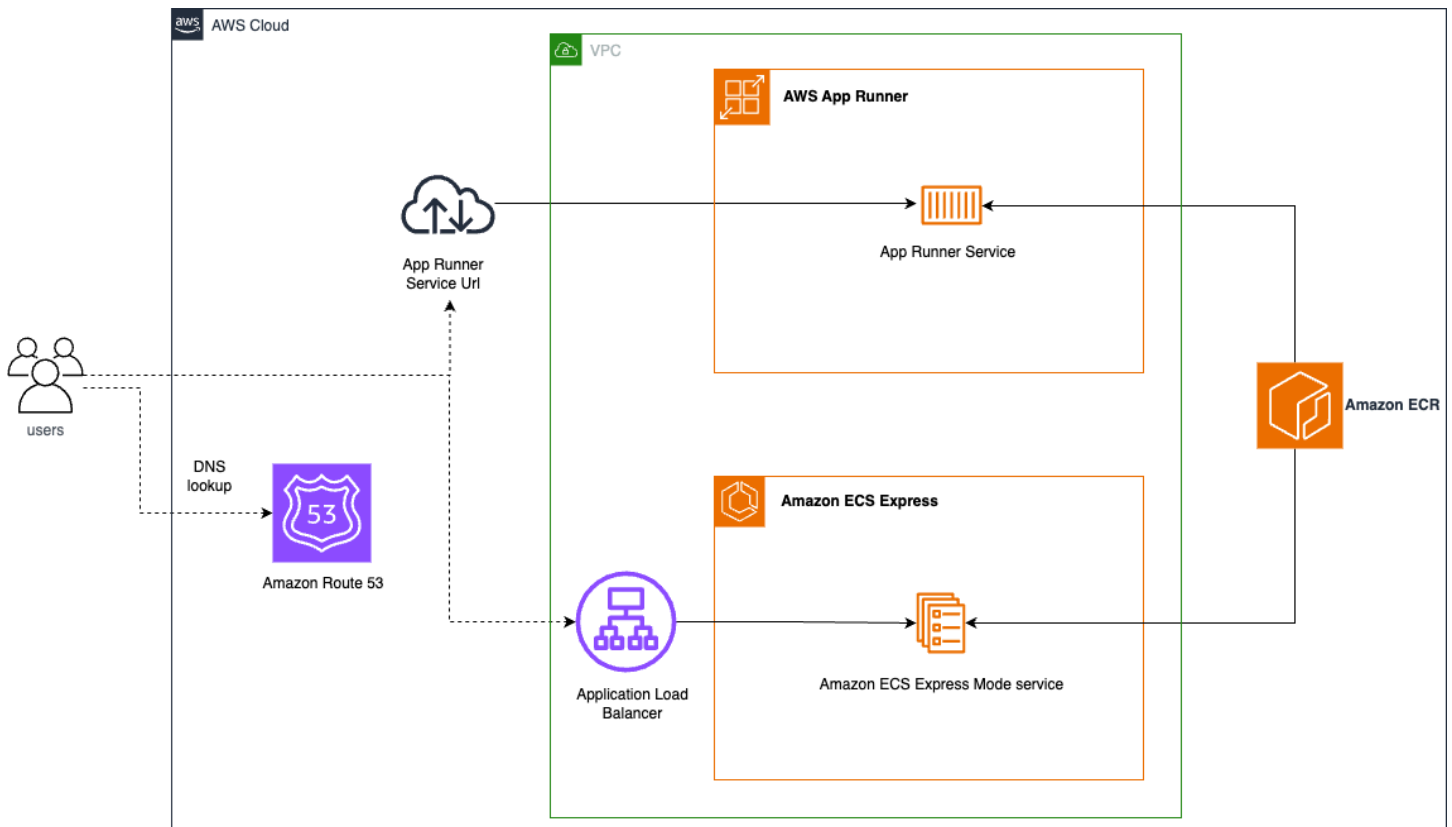 aws
AWS Cloud
VPC
AWS App Runner
App Runner Service
App Runner
Service Url
users
Amazon ECR
DNS
lookup
53
Amazon Route 53
Amazon ECS Express
Application Load
Balancer
Amazon ECS Express Mode service